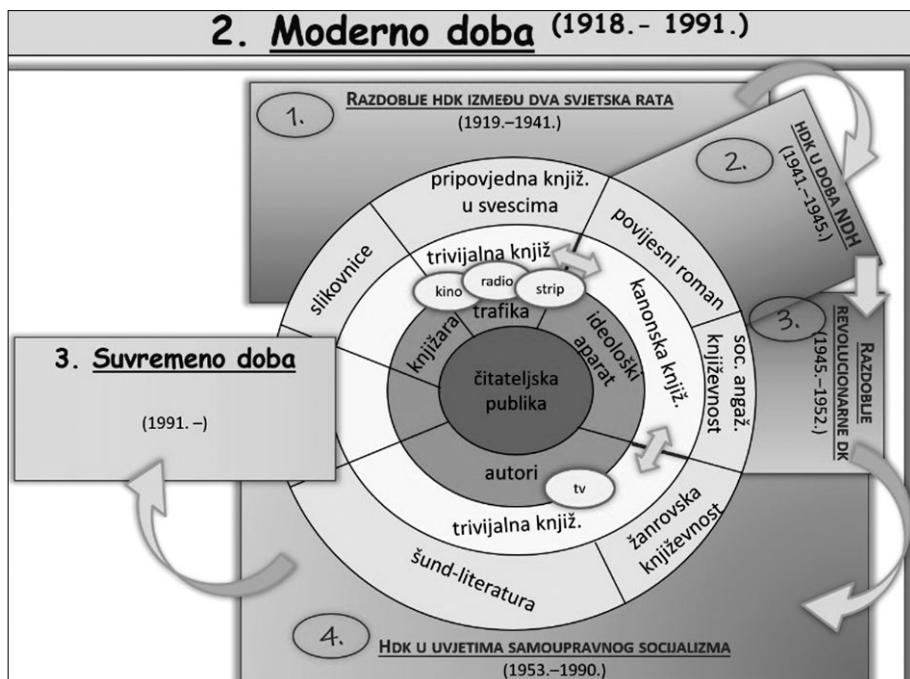 2. Moderno doba (1918.- 1991.)
1.
RAZDOBLJE HDK IZMEĐU DVA SVJETSKA RATA
(1919.–1941.)
2.
HDK U DOBA NDH
(1941.–1945.)
3.
RAZDOBLJE
REVOLUCIONARNE DK
(1945.–1952.)
pripovjedna knjiž.
u svescima
povijesni roman
slikovnice
trivijalna knjiž.
kino
radio
strip
kanonska knjiž.
soc. angaž.
književnost
knjižara
trafika
ideološki
aparat
čitateljska
publika
autori
tv
trivijalna knjiž.
žanrovska
književnost
šund-literatura
3. Suvremeno doba
(1991. –)
4.
HDK U UVJETIMA SAMOUPRAVNOG SOCIJALIZMA
(1953.–1990.)